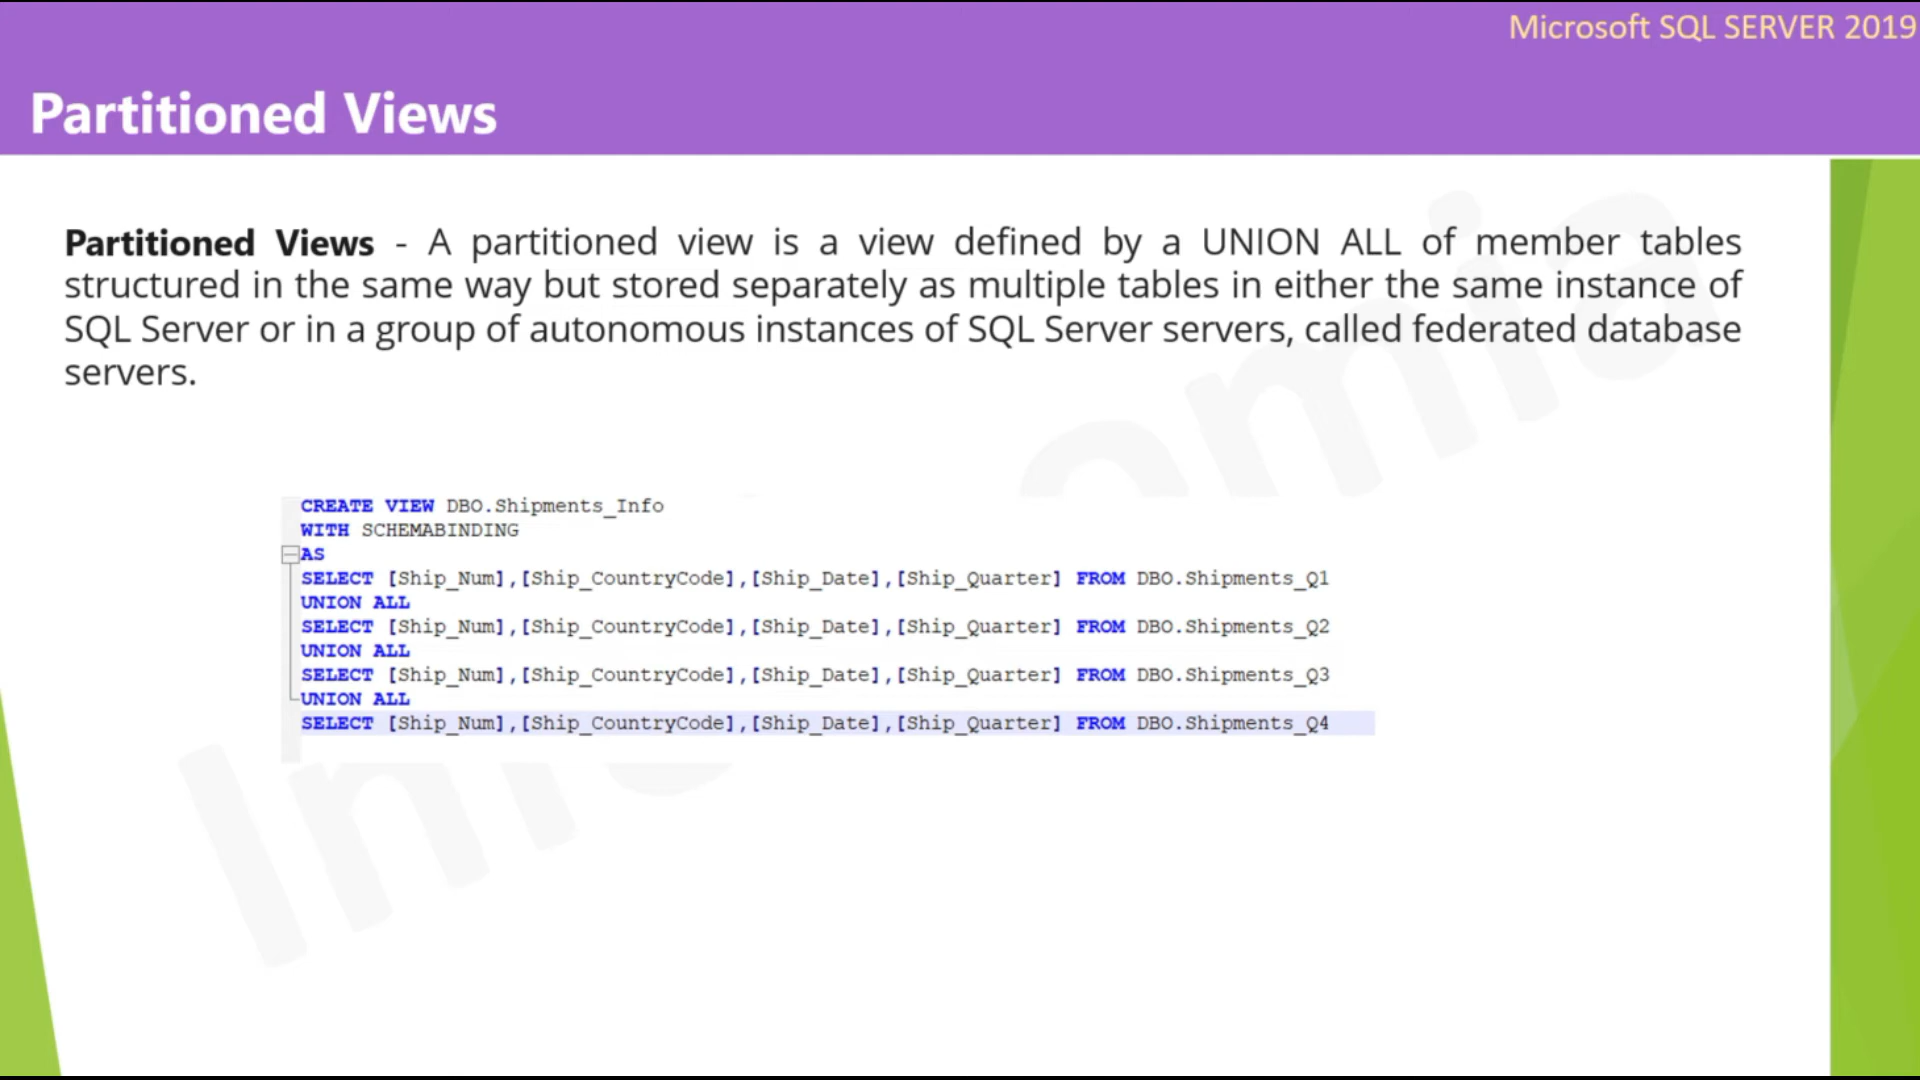 Microsoft SQL SERVER 2019
Partitioned Views
Partitioned Views - A partitioned view is a view defined by a UNION ALL of member tables
structured in the same way but stored separately as multiple tables in either the same instance of
SQL Server or in a group of autonomous instances of SQL Server servers, called federated database
servers.
CREATE VIEW DBO.Shipments_Info
WITH SCHEMABINDING
AS
SELECT [Ship_Num],[Ship_CountryCode],[Ship_Date],[Ship_Quarter] FROM DBO.Shipments_Q1
UNION ALL
SELECT [Ship_Num],[Ship_CountryCode],[Ship_Date],[Ship_Quarter] FROM DBO.Shipments_Q2
UNION ALL
SELECT [Ship_Num],[Ship_CountryCode],[Ship_Date],[Ship_Quarter] FROM DBO.Shipments_Q3
UNION ALL
SELECT [Ship_Num],[Ship_CountryCode],[Ship_Date],[Ship_Quarter] FROM DBO.Shipments_Q4